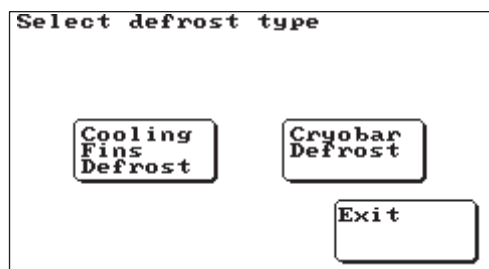 Select defrost type
Cooling
Fins
Defrost
Cryobar
Defrost
Exit